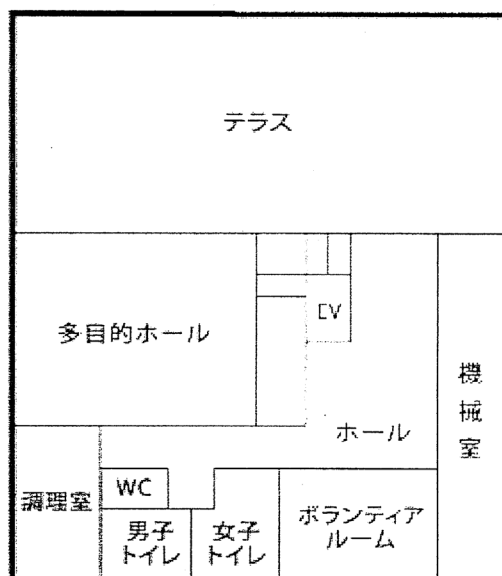 テラス
多目的ホール
EV
機械室
ホール
調理室
WC
男子
トイレ
女子
トイレ
ボランティア
ルーム